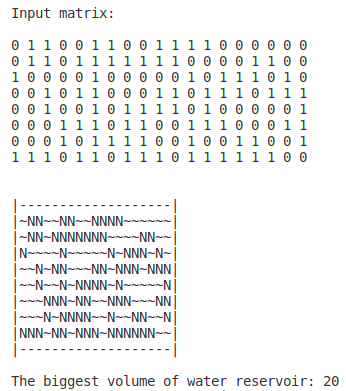 Input matrix:
0 1 1 0 0 1 1 0 0 1 1 1 1 0 0 0 0 0 0
0 1 1 0 1 1 1 1 1 1 1 0 0 0 0 1 1 0 0
1 0 0 0 0 1 0 0 0 0 0 1 0 1 1 1 0 1 0
0 0 1 0 1 1 0 0 0 1 1 0 1 1 1 0 1 1 1
0 0 1 0 0 1 0 1 1 1 1 0 1 0 0 0 0 0 1
0 0 0 1 1 1 0 1 1 0 0 1 1 1 0 0 0 1 1
0 0 0 1 0 1 1 1 1 0 0 1 0 0 1 1 0 0 1
1 1 1 0 1 1 0 1 1 1 0 1 1 1 1 1 1 0 0
|-------------------|
|~NN~~NN~~NNNN~~~~~~|
|~NN~NNNNNNN~~~~NN~~|
|N~~~~N~~~~~N~NNN~N~|
|~~N~NN~~~NN~NNN~NNN|
|~~N~~N~NNNN~N~~~~~N|
|~~~NNN~NN~~NNN~~~NN|
|~~~N~NNNN~~N~~NN~~N|
|NNN~NN~NNN~NNNNNN~~|
|-------------------|
The biggest volume of water reservoir: 20